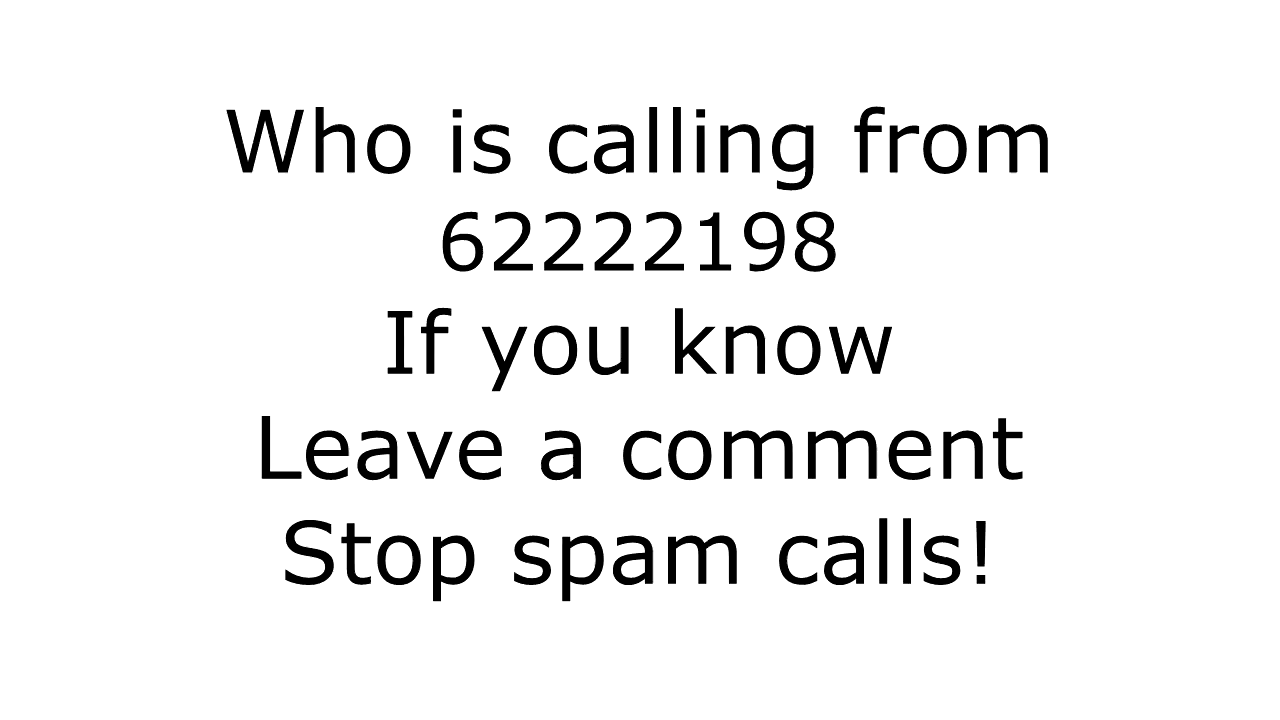 Who is calling from
62222198
If you know
Leave a comment
Stop spam calls!